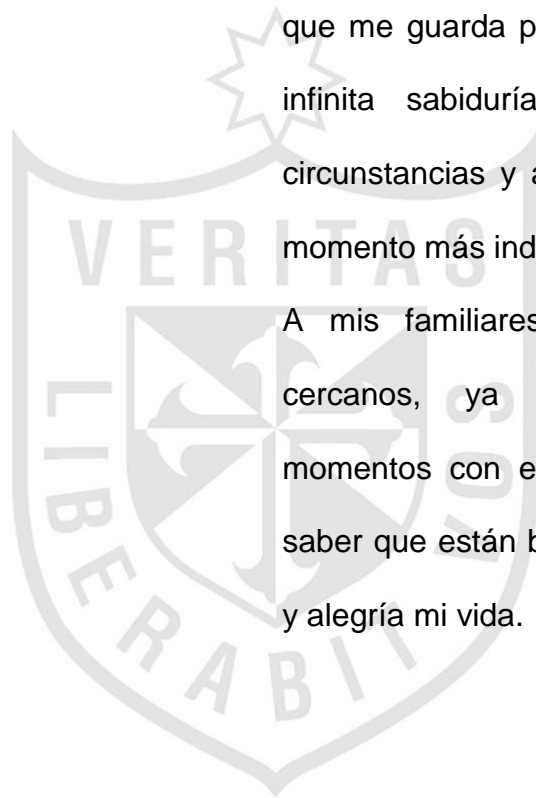 que me guarda p
infinita sabiduría
circunstancias y a
momento más ind
A mis familiares
cercanos, ya
momentos con e
saber que están b
y alegría mi vida.
VERITAS
LIBERABIT
VOS